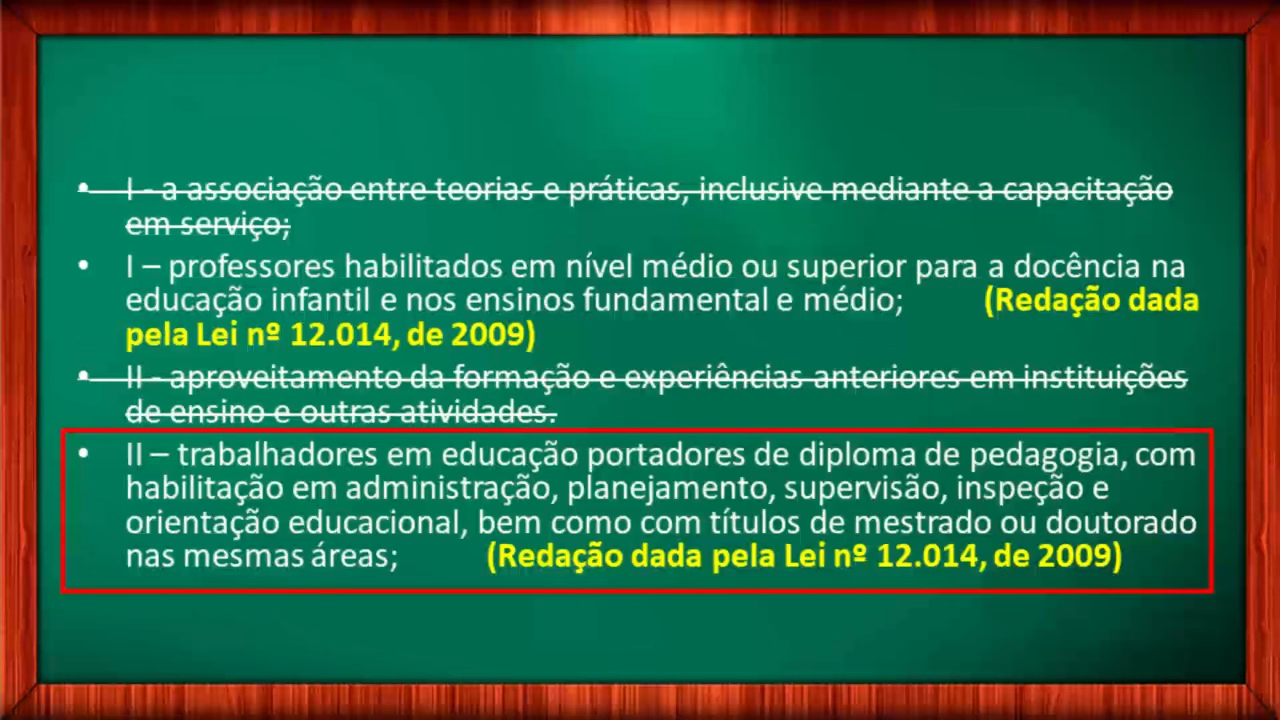 • I - a associação entre teorias e práticas, inclusive mediante a capacitação
em serviço;
• I – professores habilitados em nível médio ou superior para a docência na
educação infantil e nos ensinos fundamental e médio; (Redação dada
pela Lei nº 12.014, de 2009)
• II - aproveitamento da formação e experiências anteriores em instituições
de ensino e outras atividades.
• II – trabalhadores em educação portadores de diploma de pedagogia, com
habilitação em administração, planejamento, supervisão, inspeção e
orientação educacional, bem como com títulos de mestrado ou doutorado
nas mesmas áreas; (Redação dada pela Lei nº 12.014, de 2009)